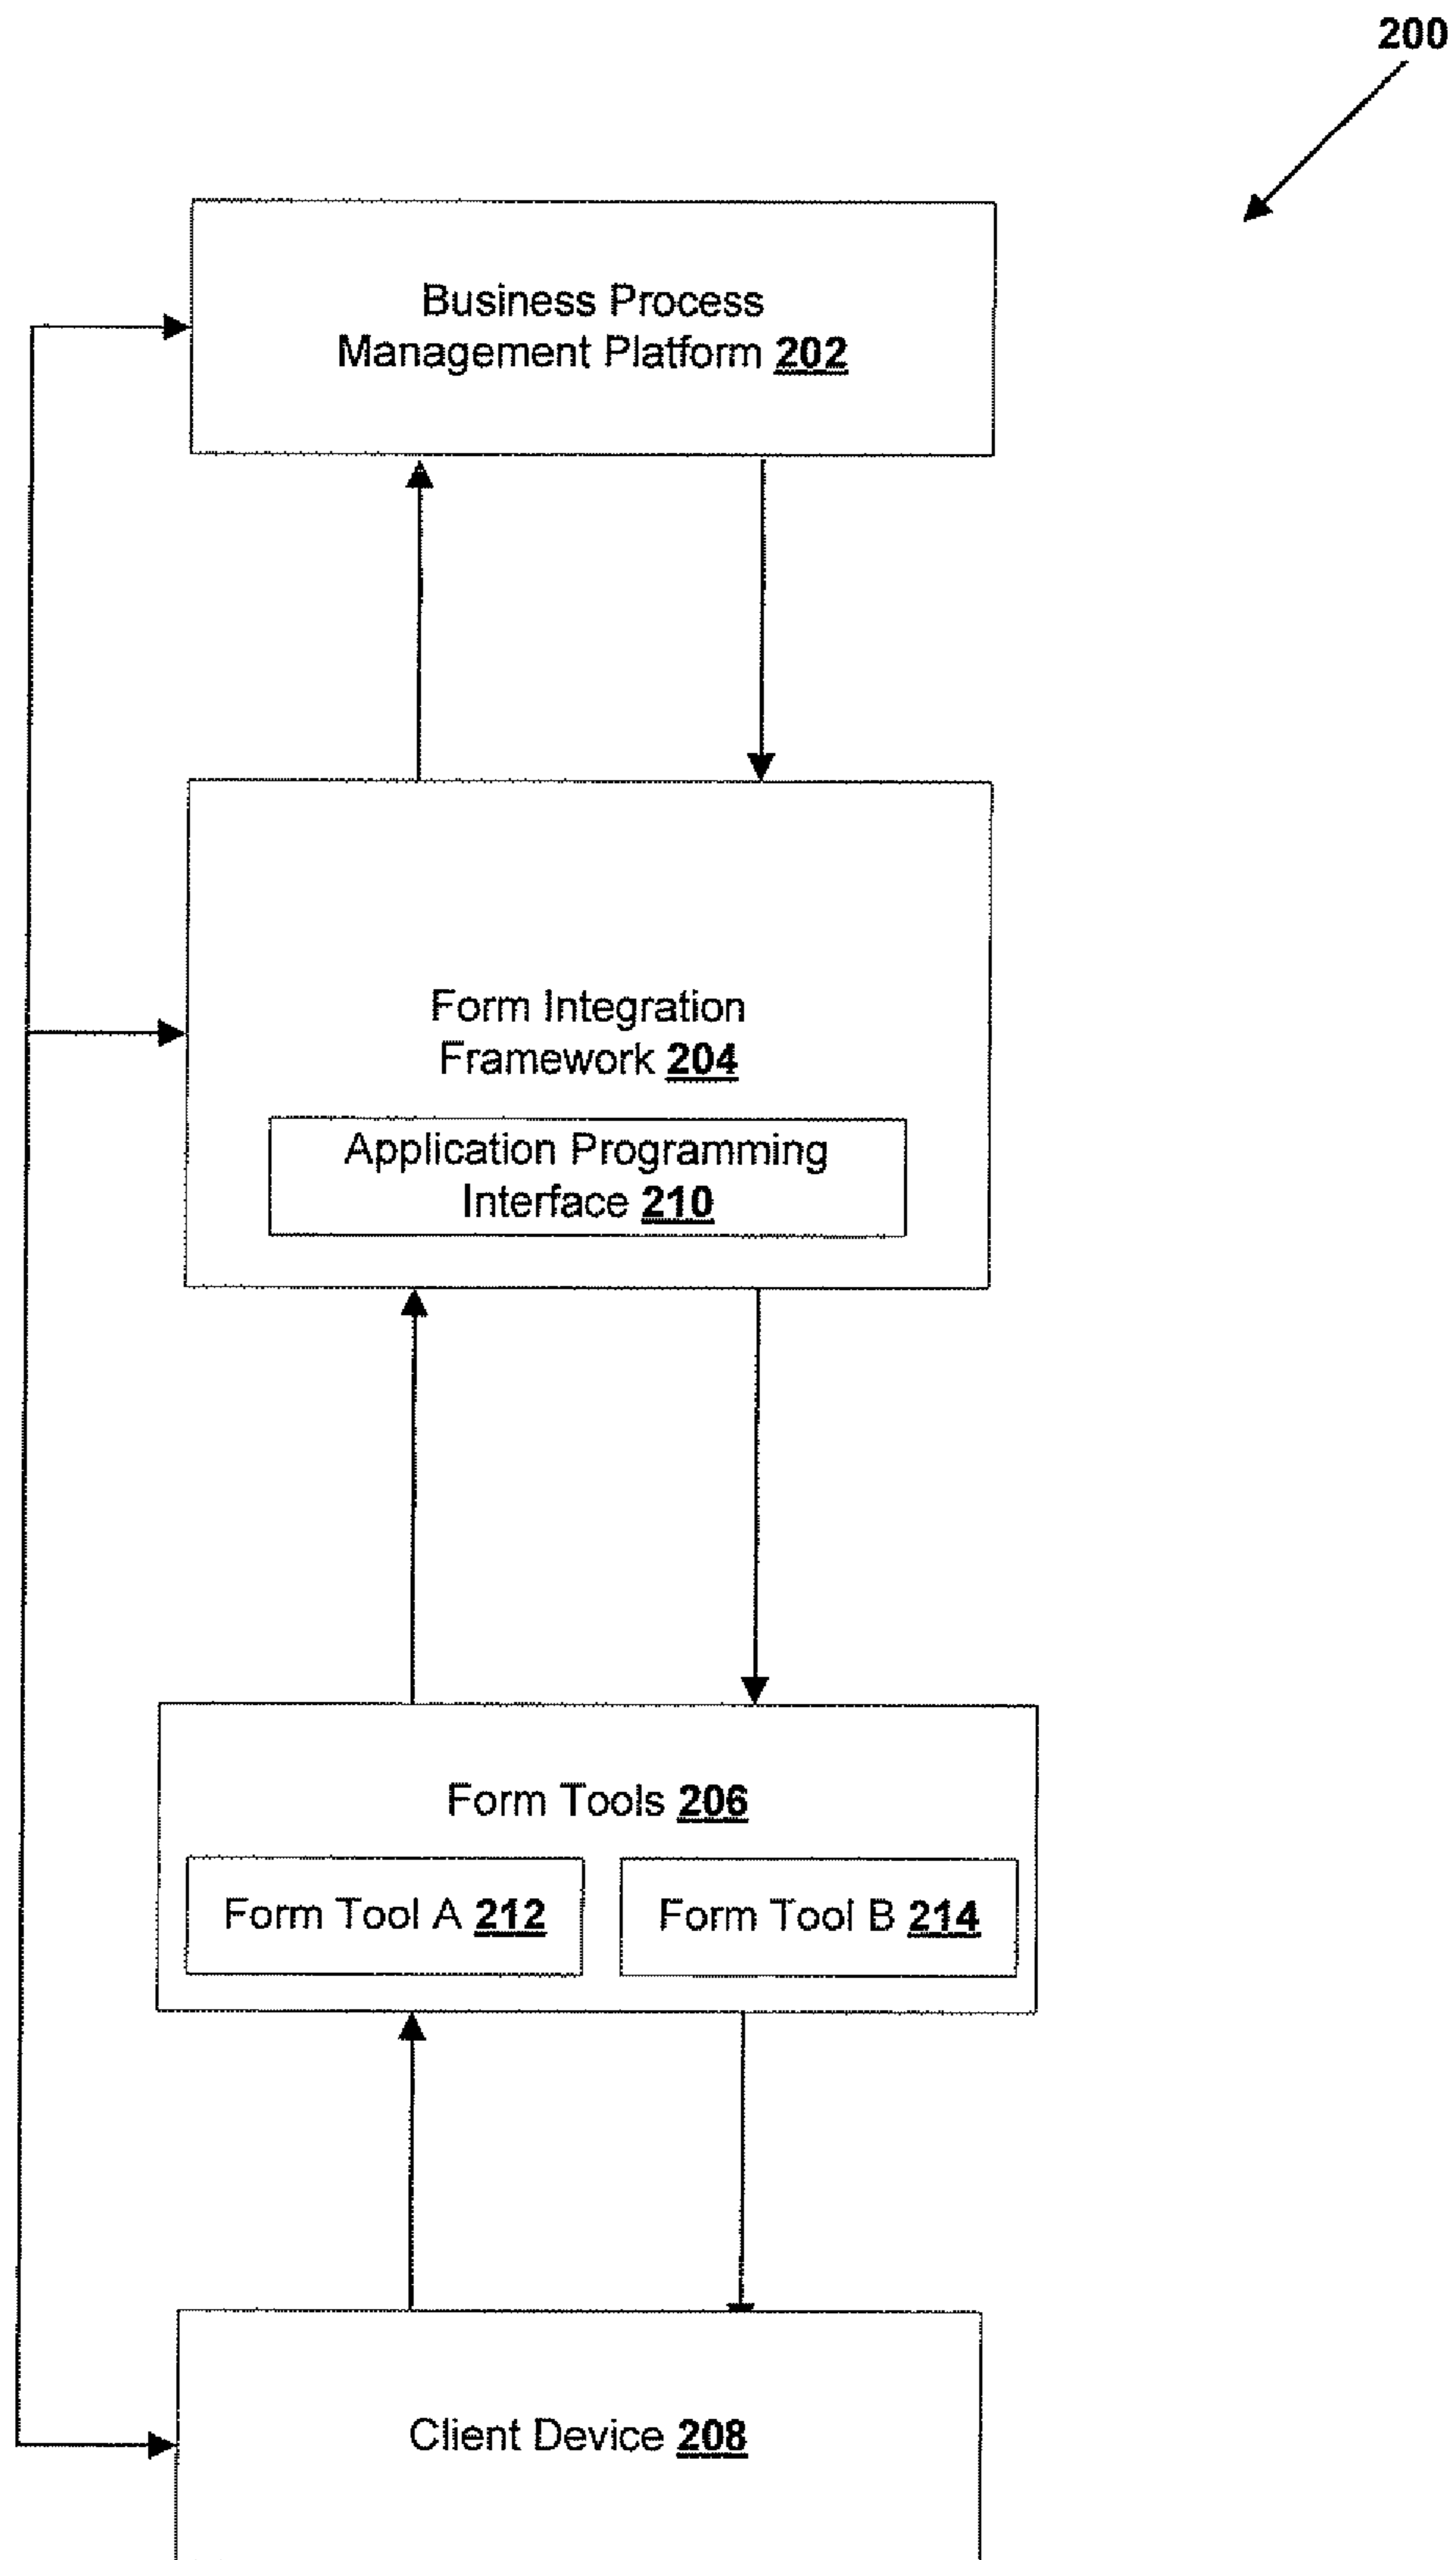 200
Business Process
Management Platform 202
Form Integration
Framework 204
Application Programming
Interface 210
Form Tools 206
Form Tool A 212
Form Tool B 214
Client Device 208